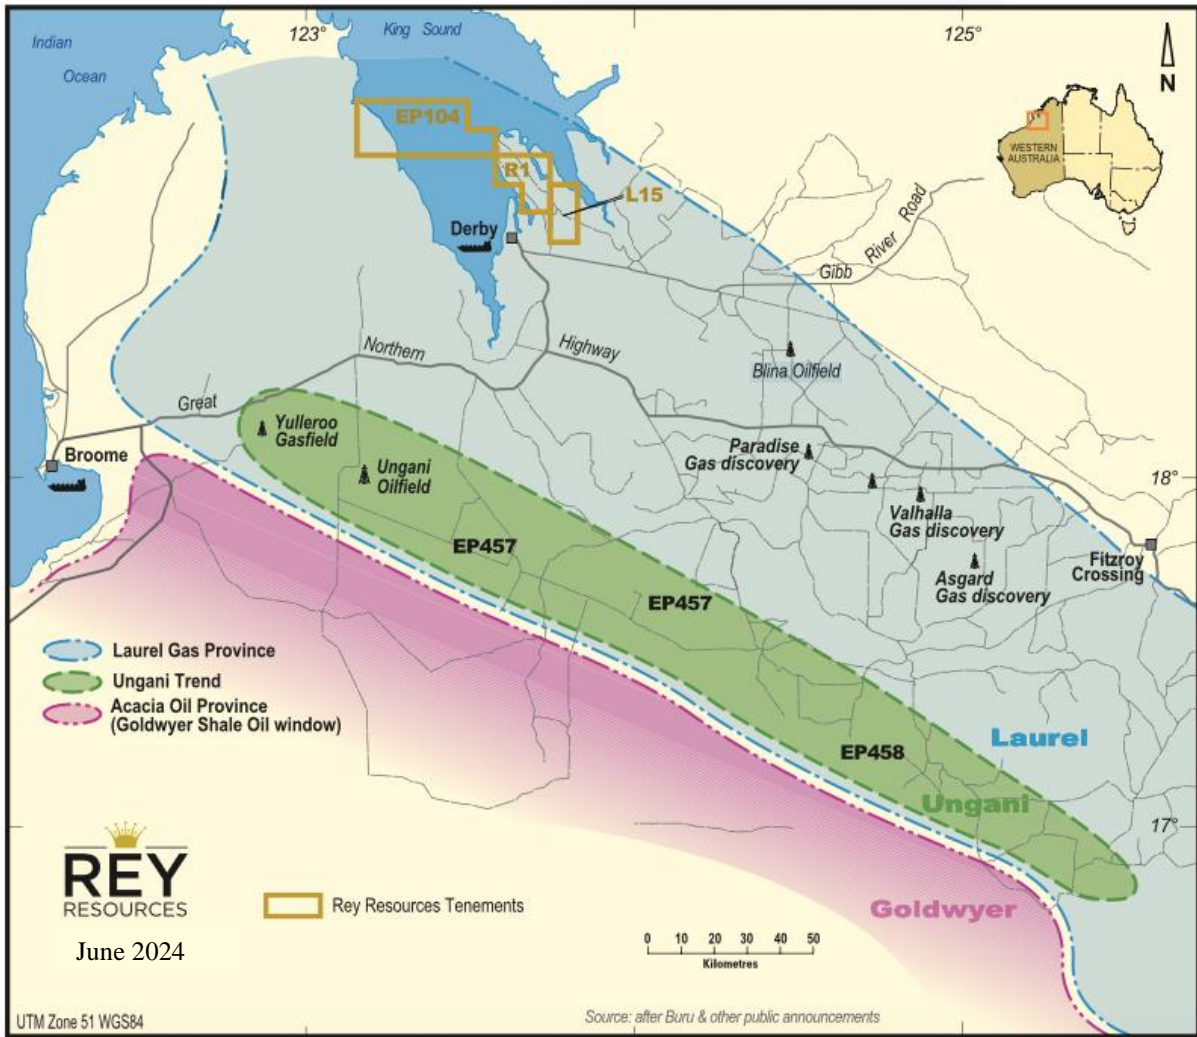 Indian
Ocean
123°
King Sound
125°
N
EP104
R1
L15
WESTERN
AUSTRALIA
Derby
Gibb River Road
Northern
Highway
Great
Blina Oilfield
Yulleroo
Gasfield
Ungani
Oilfield
Paradise
Gas discovery
Broome
18°
Valhalla
Gas discovery
Fitzroy
Crossing
Asgard
Gas discovery
EP457
EP457
Laurel Gas Province
Ungani Trend
Acacia Oil Province
(Goldwyer Shale Oil window)
EP458
Laurel
Ungani
17°
REY
RESOURCES
June 2024
Rey Resources Tenements
Goldwyer
0 10 20 30 40 50
Kilometres
UTM Zone 51 WGS84
Source: after Buru & other public announcements